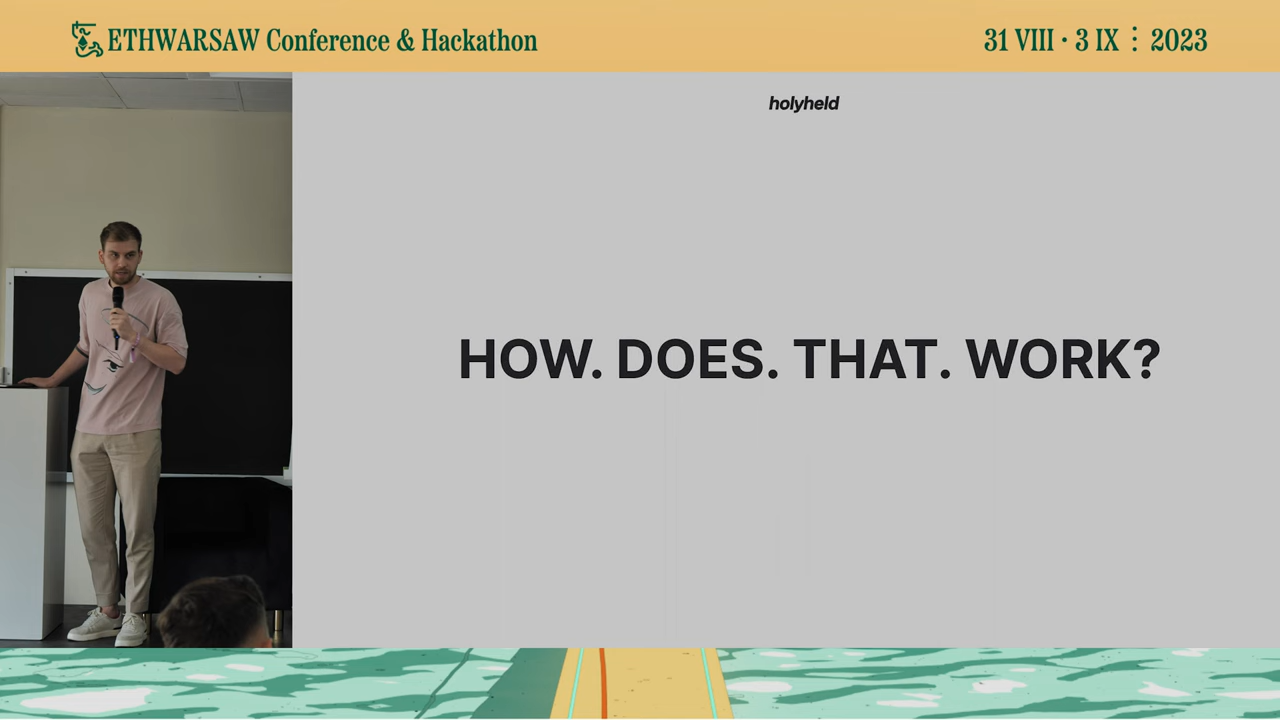 ETHWARSAW Conference & Hackathon
31 VIII · 3 IX ⋮ 2023
holyheld
HOW. DOES. THAT. WORK?